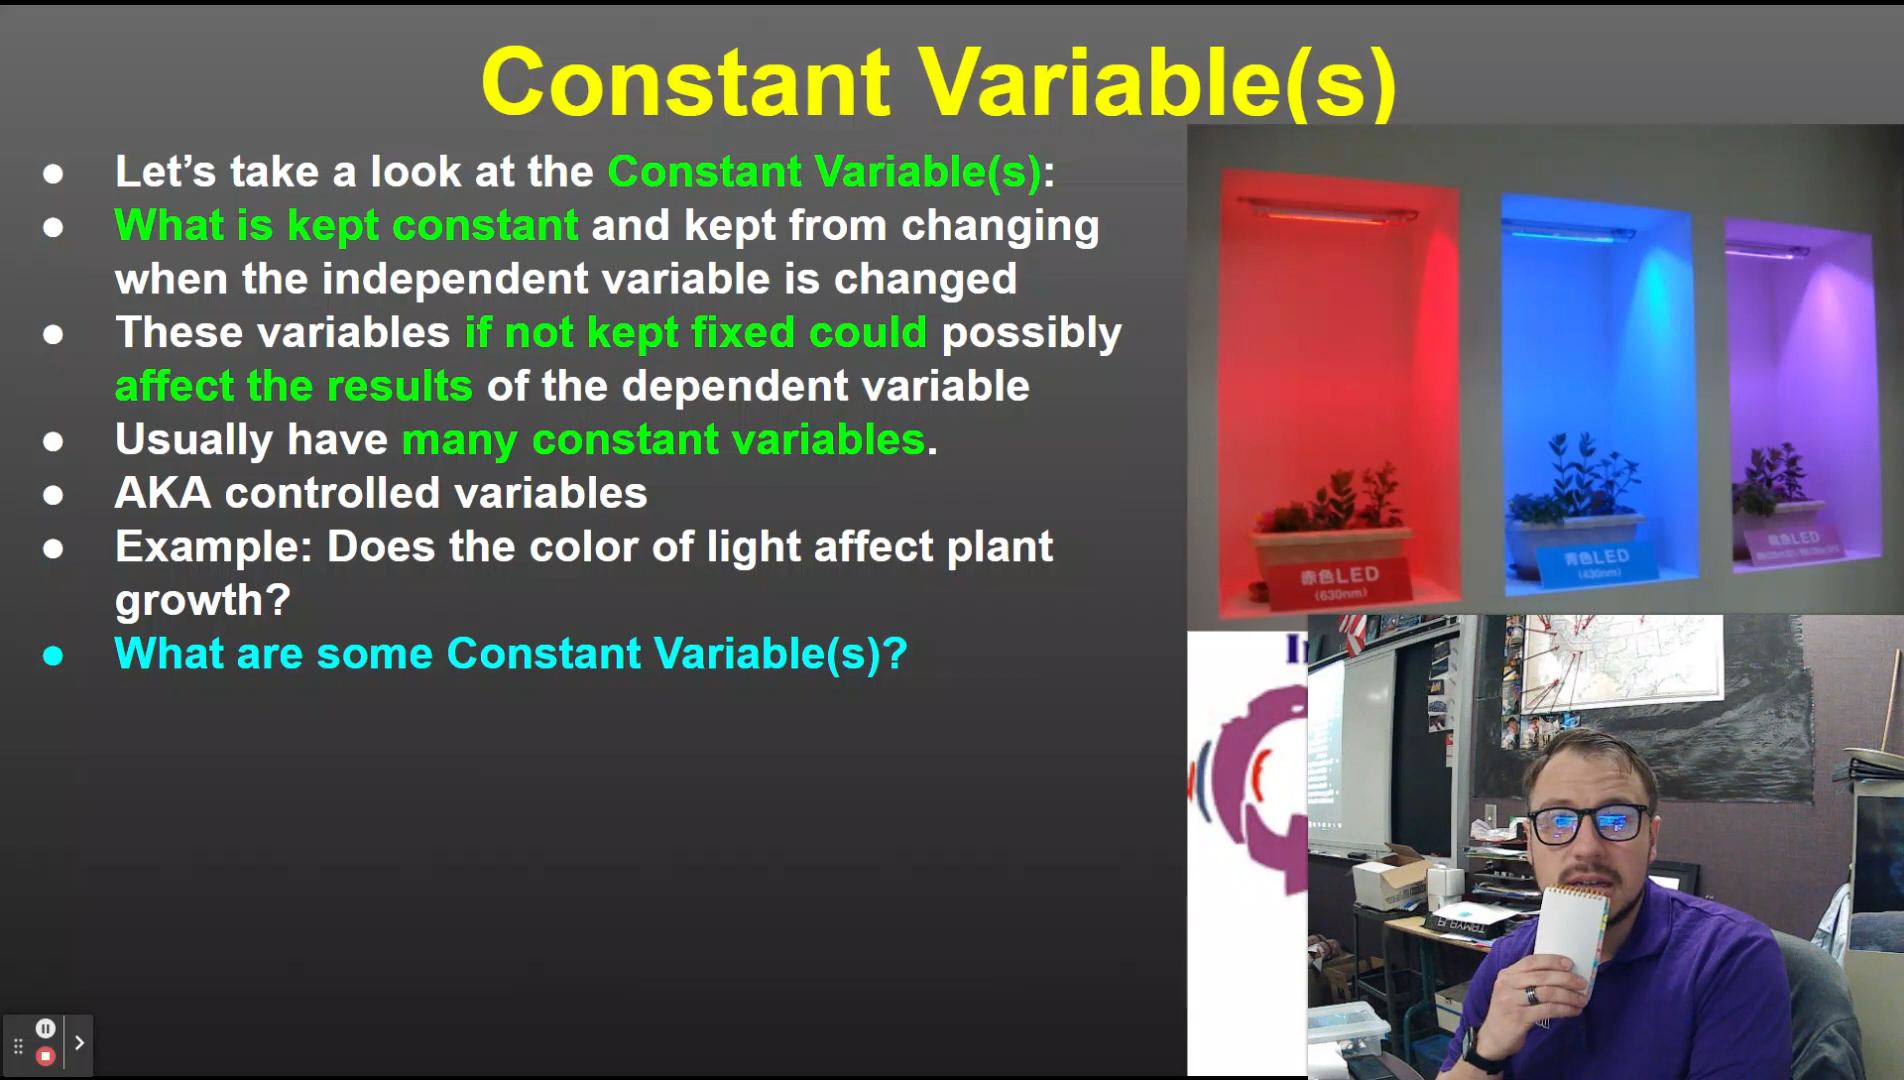 Constant Variable(s)
● Let’s take a look at the Constant Variable(s):
● What is kept constant and kept from changing
when the independent variable is changed
● These variables if not kept fixed could possibly
affect the results of the dependent variable
● Usually have many constant variables.
● AKA controlled variables
● Example: Does the color of light affect plant
growth?
● What are some Constant Variable(s)?
赤色LED
(630nm)
青色LED
(430nm)